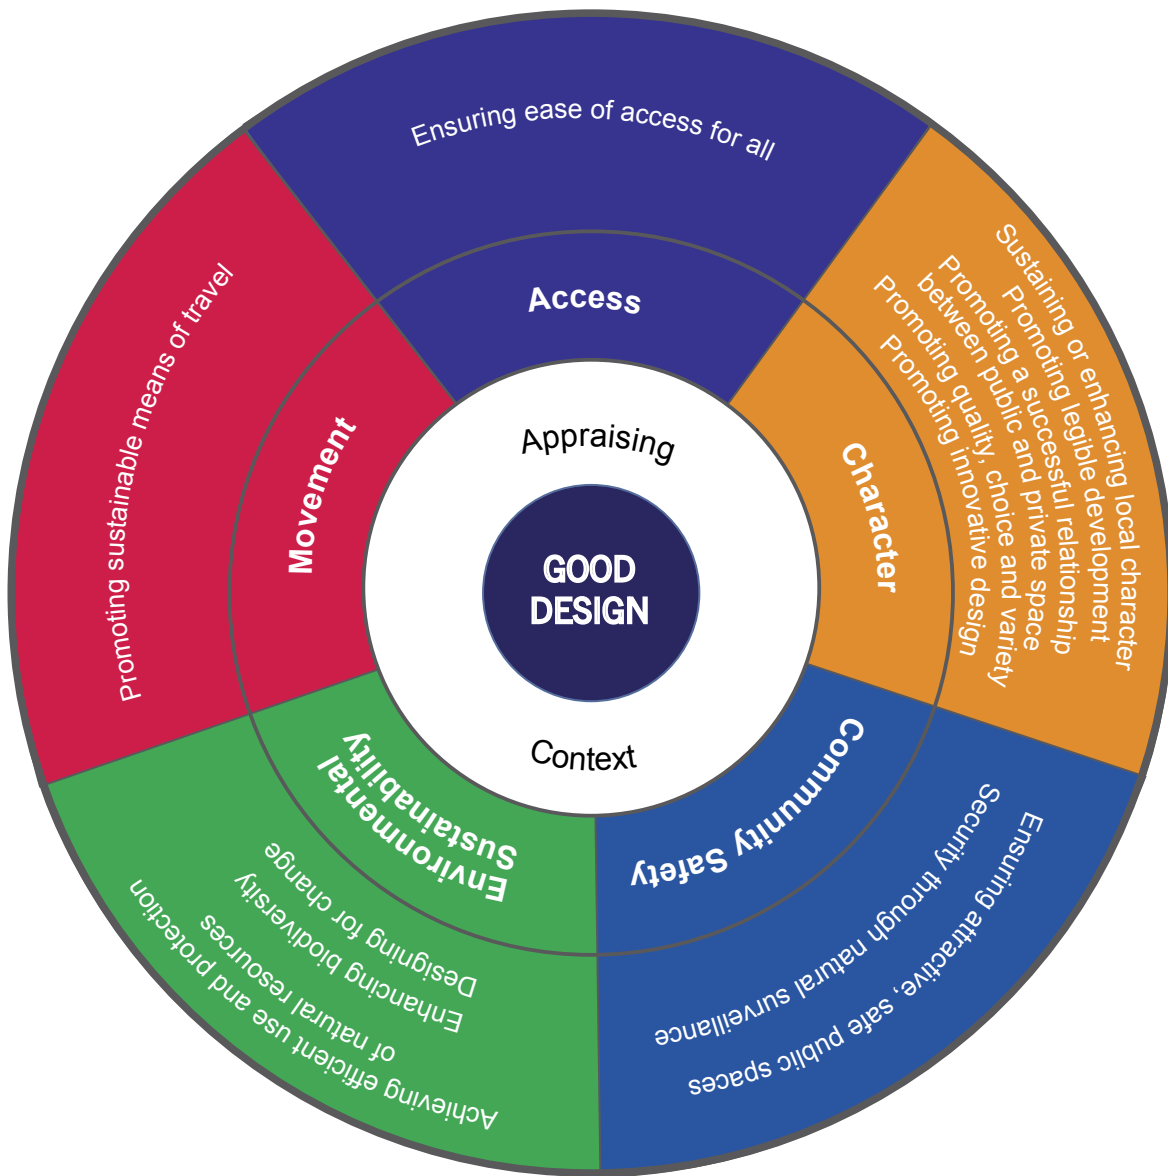 Ensuring ease of access for all
Access
Sustaining or enhancing local character
Promoting legible development
Promoting a successful relationship
between public and private space
Promoting quality, choice and variety
Promoting innovative design
Character
Ensuring attractive, safe public spaces
Security through natural surveillance
Community Safety
Achieving efficient use and protection
of natural resources
Enhancing biodiversity
Designing for change
Environmental
Sustainability
Promoting sustainable means of travel
Movement
Appraising
GOOD
DESIGN
Context